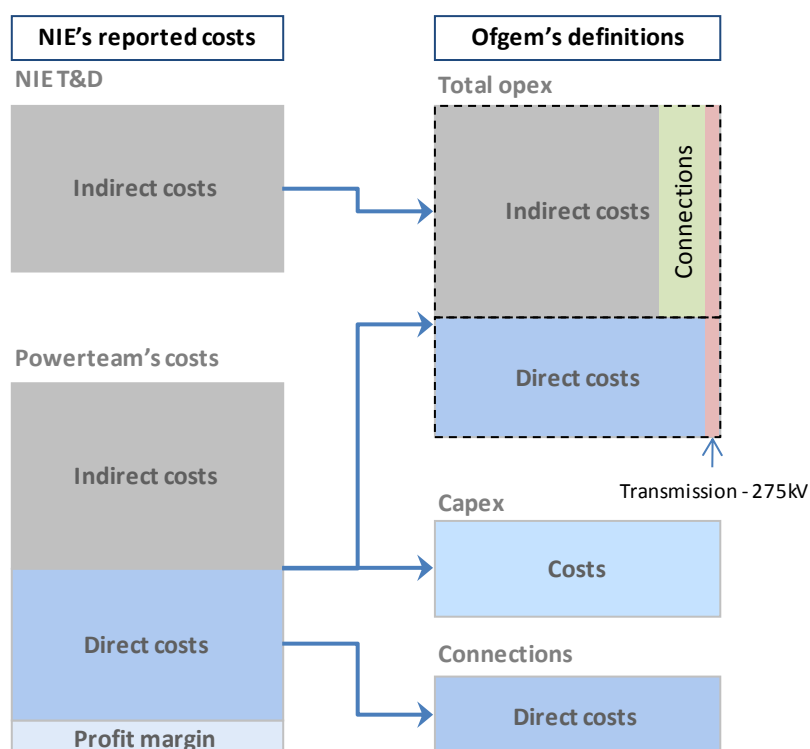 NIE's reported costs
Ofgem's definitions
NIE T&D
Indirect costs
Total opex
Indirect costs
Connections
Direct costs
Transmission - 275kV
Powerteam's costs
Indirect costs
Direct costs
Profit margin
Capex
Costs
Connections
Direct costs